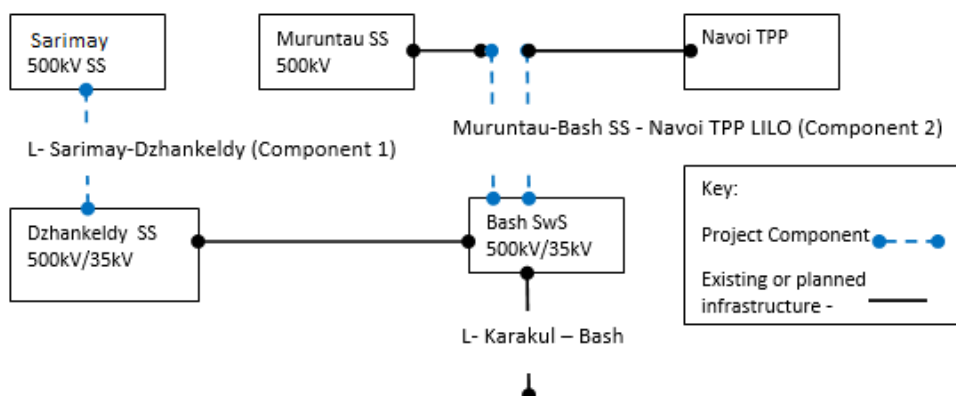 Sarimay
500kV SS
Muruntau SS
500kV
Navoi TPP
L- Sarimay-Dzhankeldy (Component 1)
Muruntau-Bash SS - Navoi TPP LILO (Component 2)
Dzhankeldy SS
500kV/35kV
Bash SwS
500kV/35kV
Key:
Project Component
Existing or planned
infrastructure -
L- Karakul – Bash